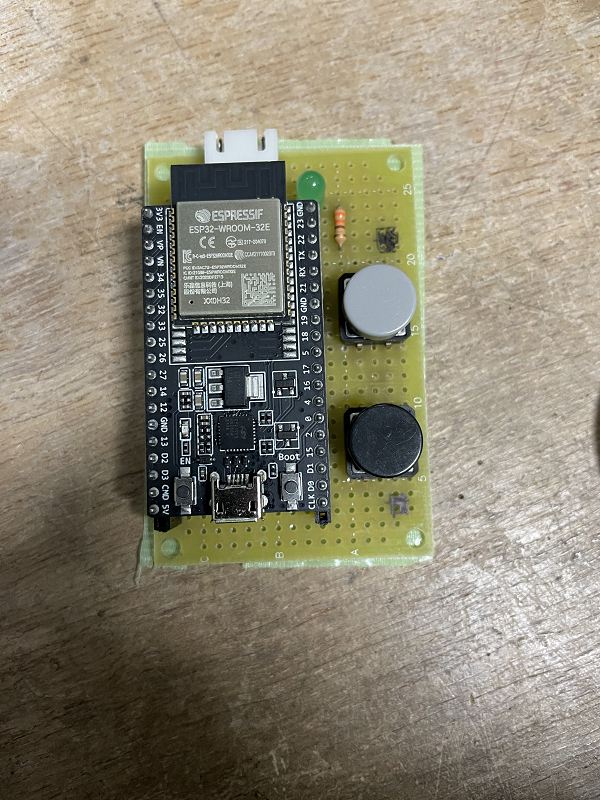 ESPRESSIF
ESP32-WROOM-32E
CE
XX0H32
3V3
EN
VP
VN
34
35
32
33
25
26
27
14
12
GND
13
D2
D3
CMD
5V
GND
23
22
TX
RX
21
GND
19
18
5
17
16
4
0
2
15
D1
D0
CLK
EN
Boot
25
20
15
10
5
C
B
A